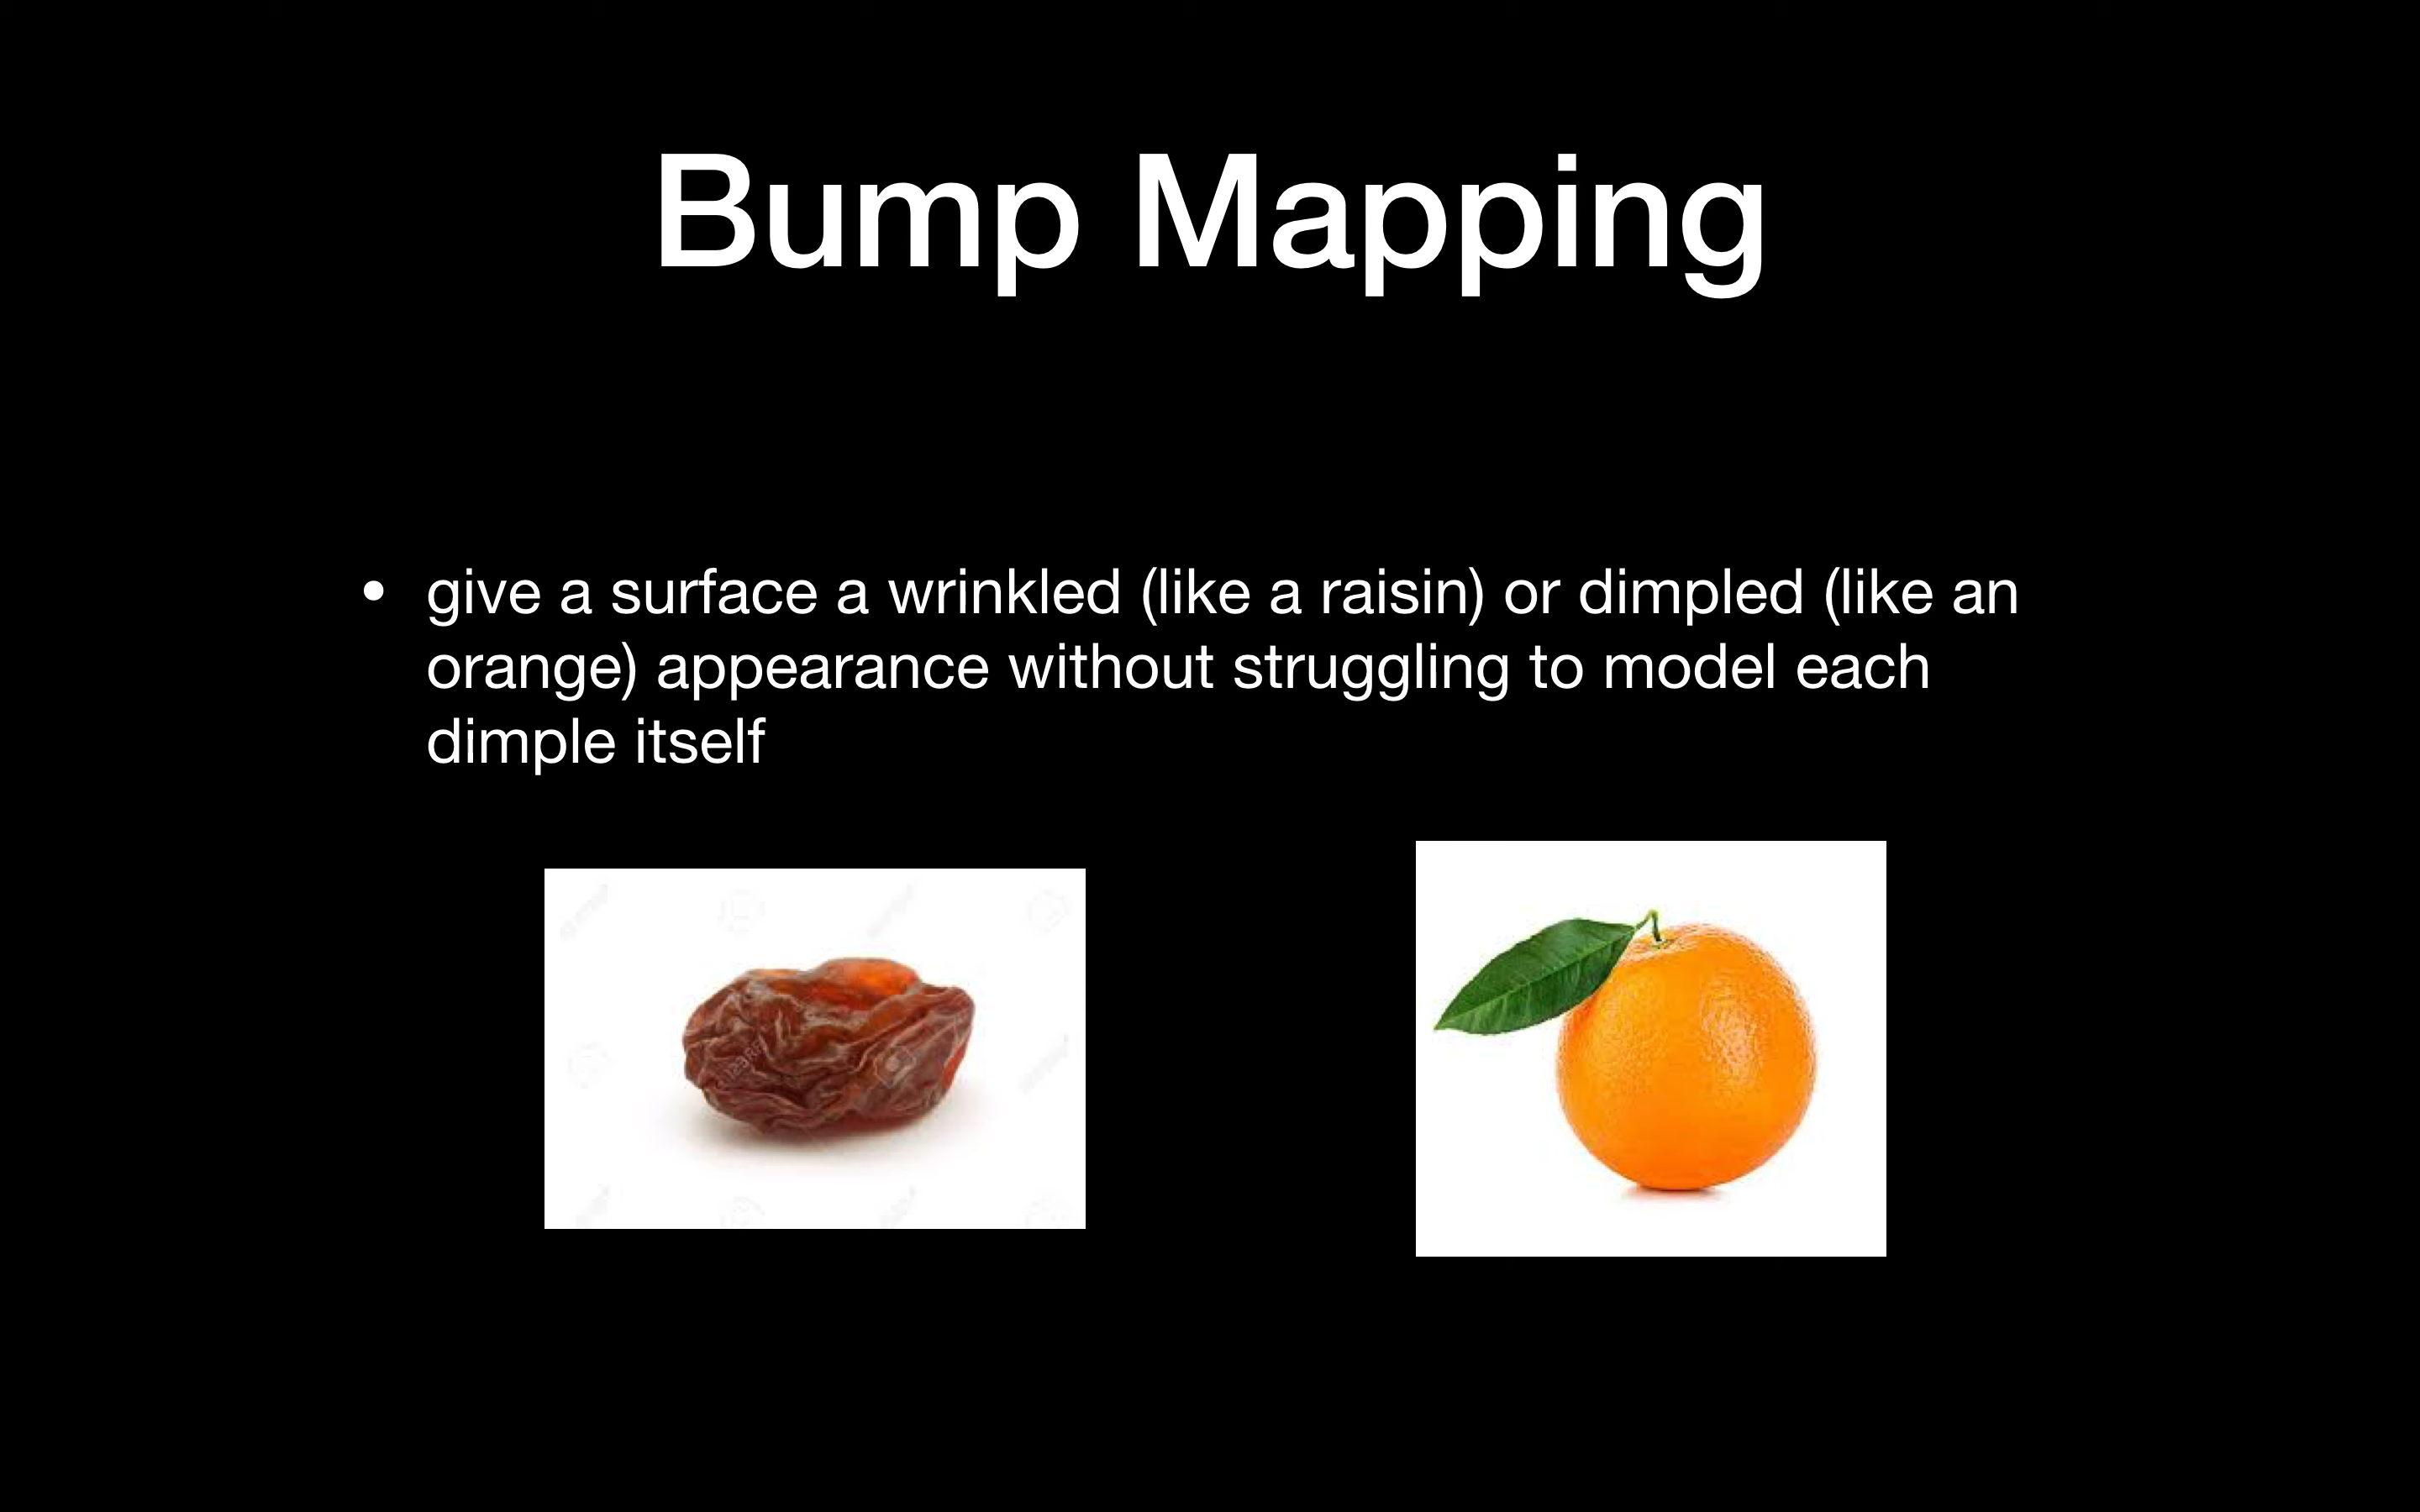 Bump Mapping
• give a surface a wrinkled (like a raisin) or dimpled (like an
orange) appearance without struggling to model each
dimple itself
123RF